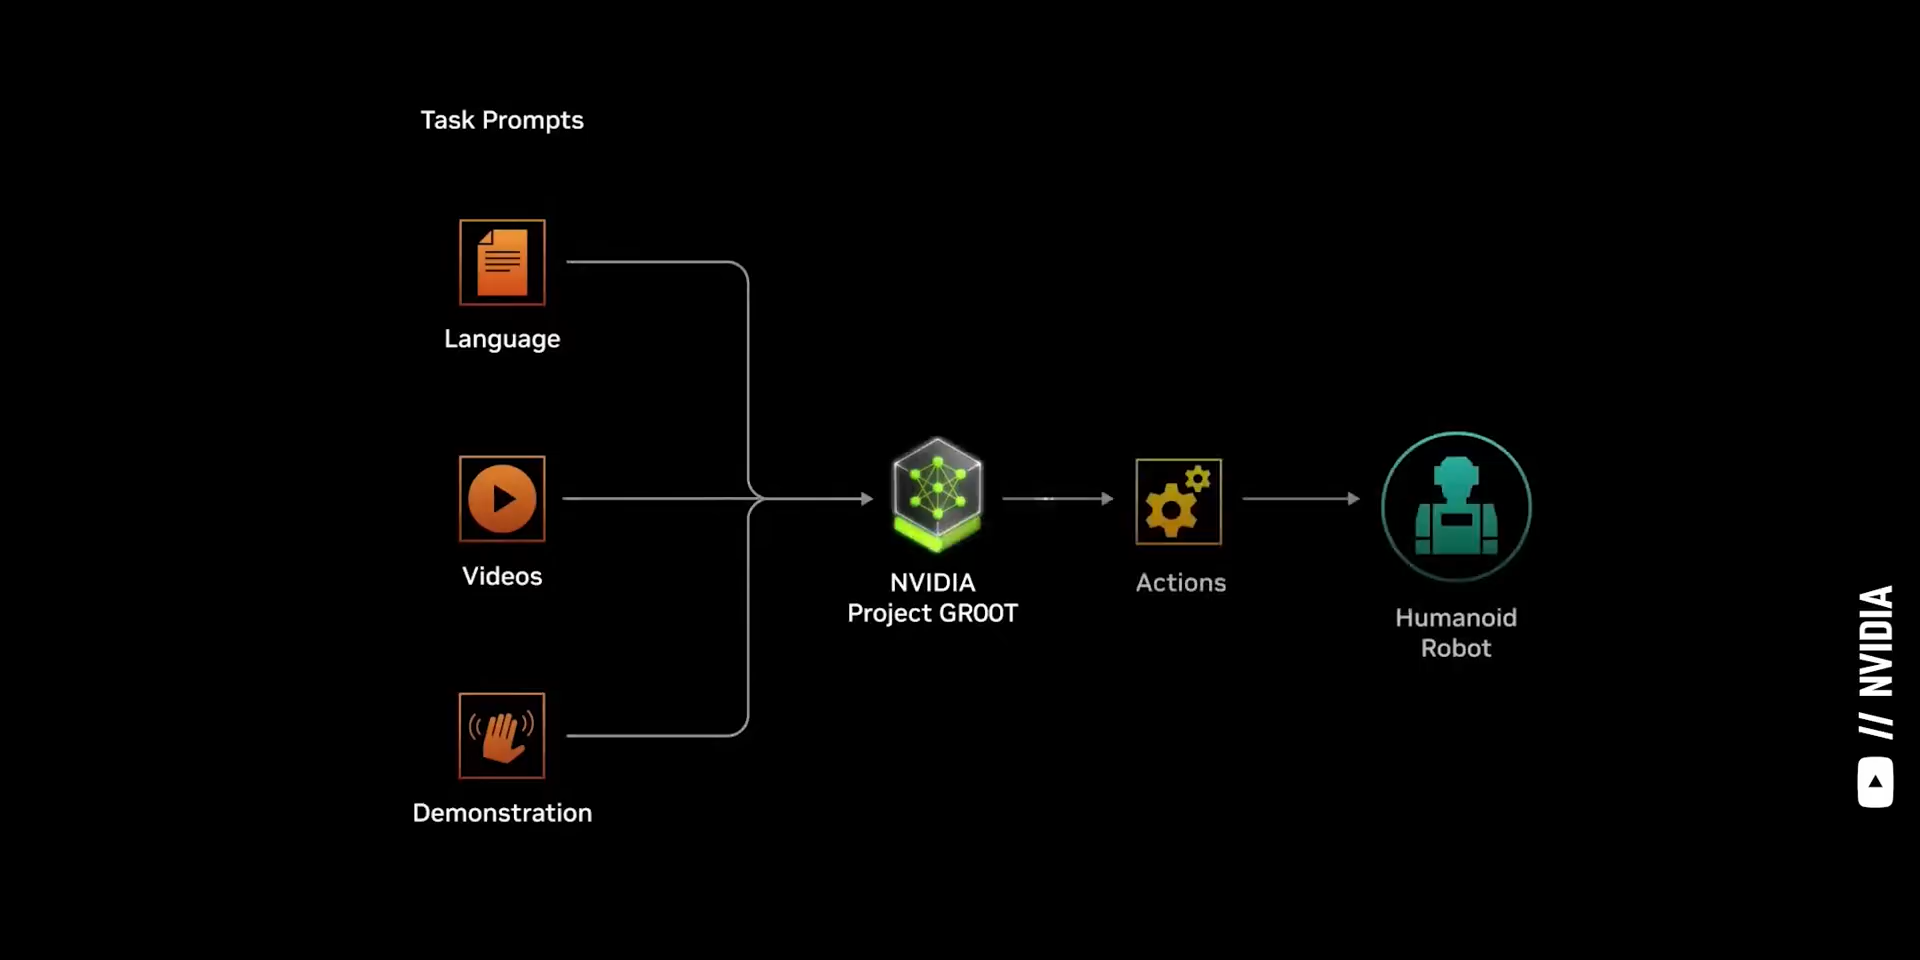 Task Prompts
Language
Videos
Demonstration
NVIDIA
Project GR00T
Actions
Humanoid
Robot
// NVIDIA